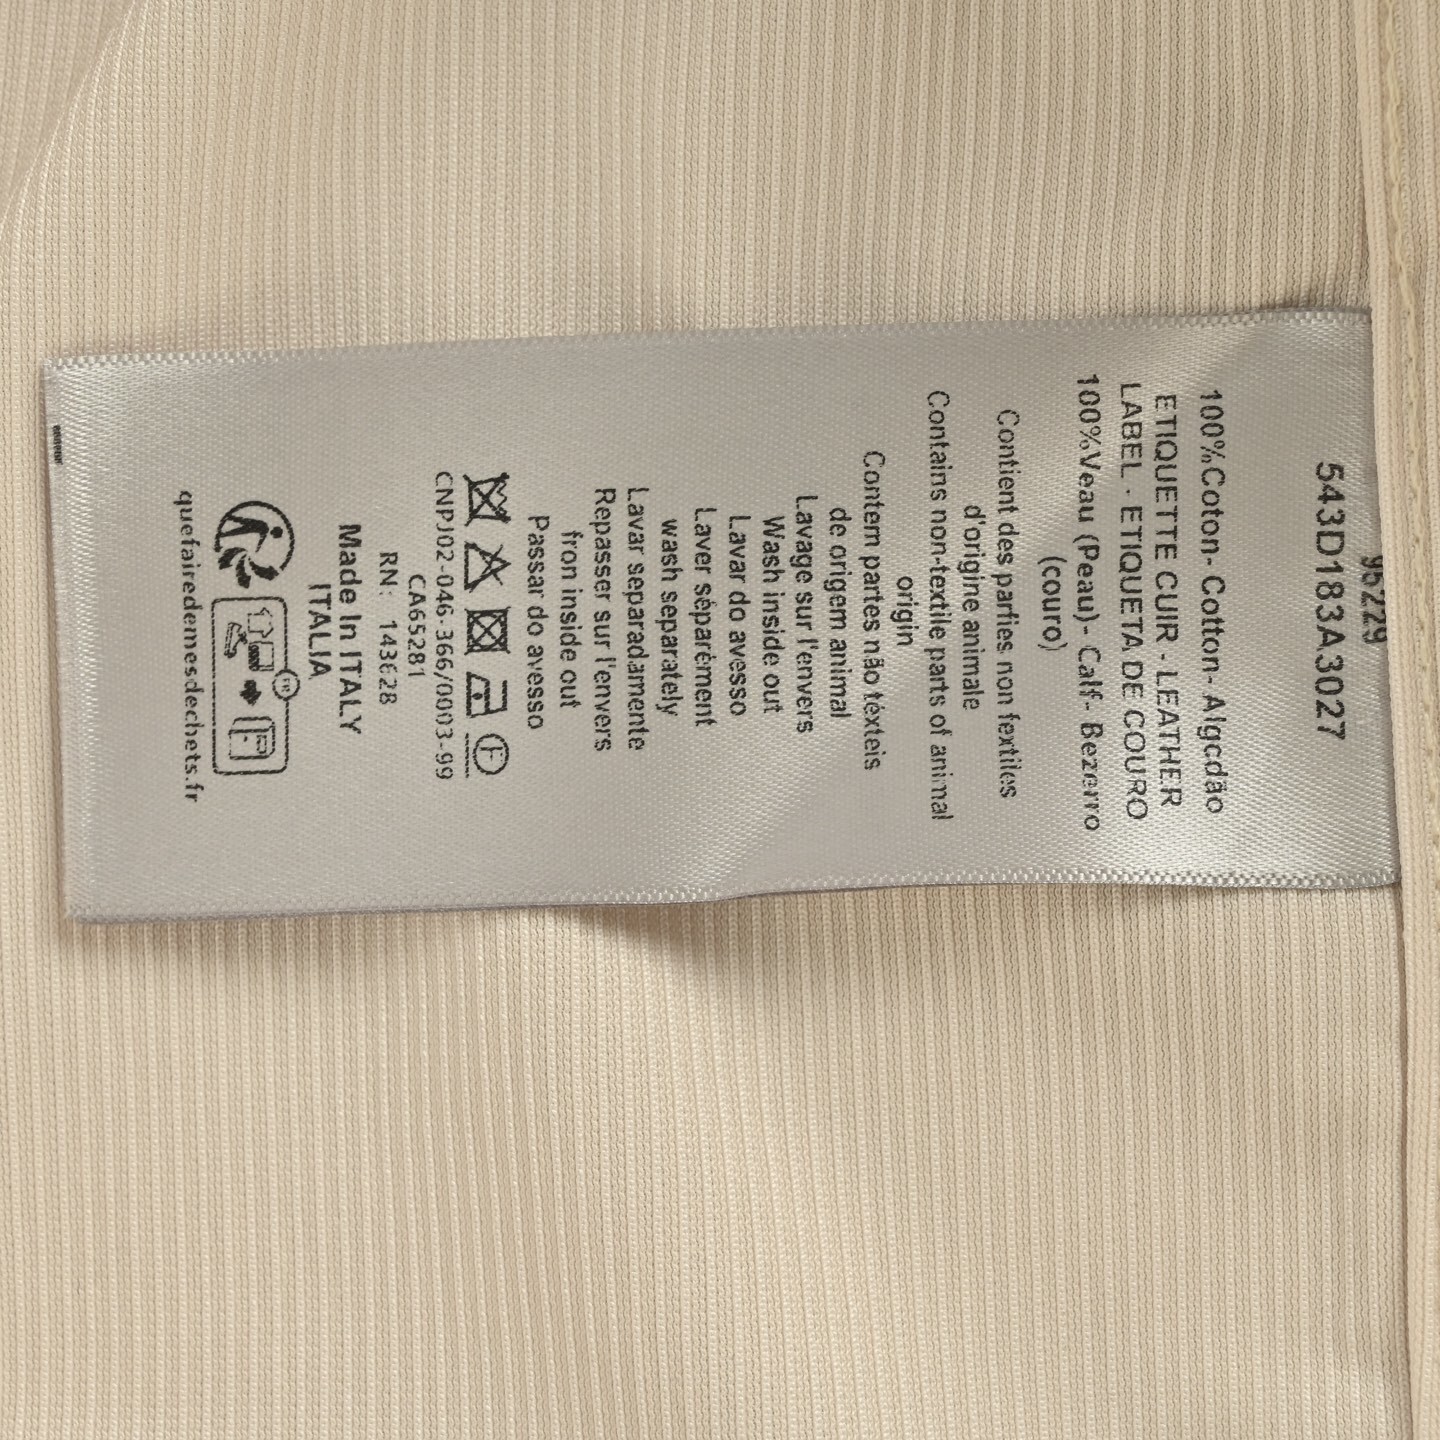 95229
543D183A3027
100%Coton - Cotton - Algodão
ETIQUETTE CUIR - LEATHER
LABEL - ETIQUETA DE COURO
100%Veau (Peau) - Calf - Bezerro
(couro)
Contient des parties non textiles
d'origine animale
Contains non-textile parts of animal
origin
Contem partes não têxteis
de origem animal
Lavage sur l'envers
Wash inside out
Lavar do avesso
Laver séparément
wash separately
Lavar separadamente
Repasser sur l'envers
fron inside out
Passar do avesso
F
CNPJ02-046-366/0003-99
CA65281
RN: 143628
Made In ITALY
ITALIA
FR
quefairedemesdechets.fr